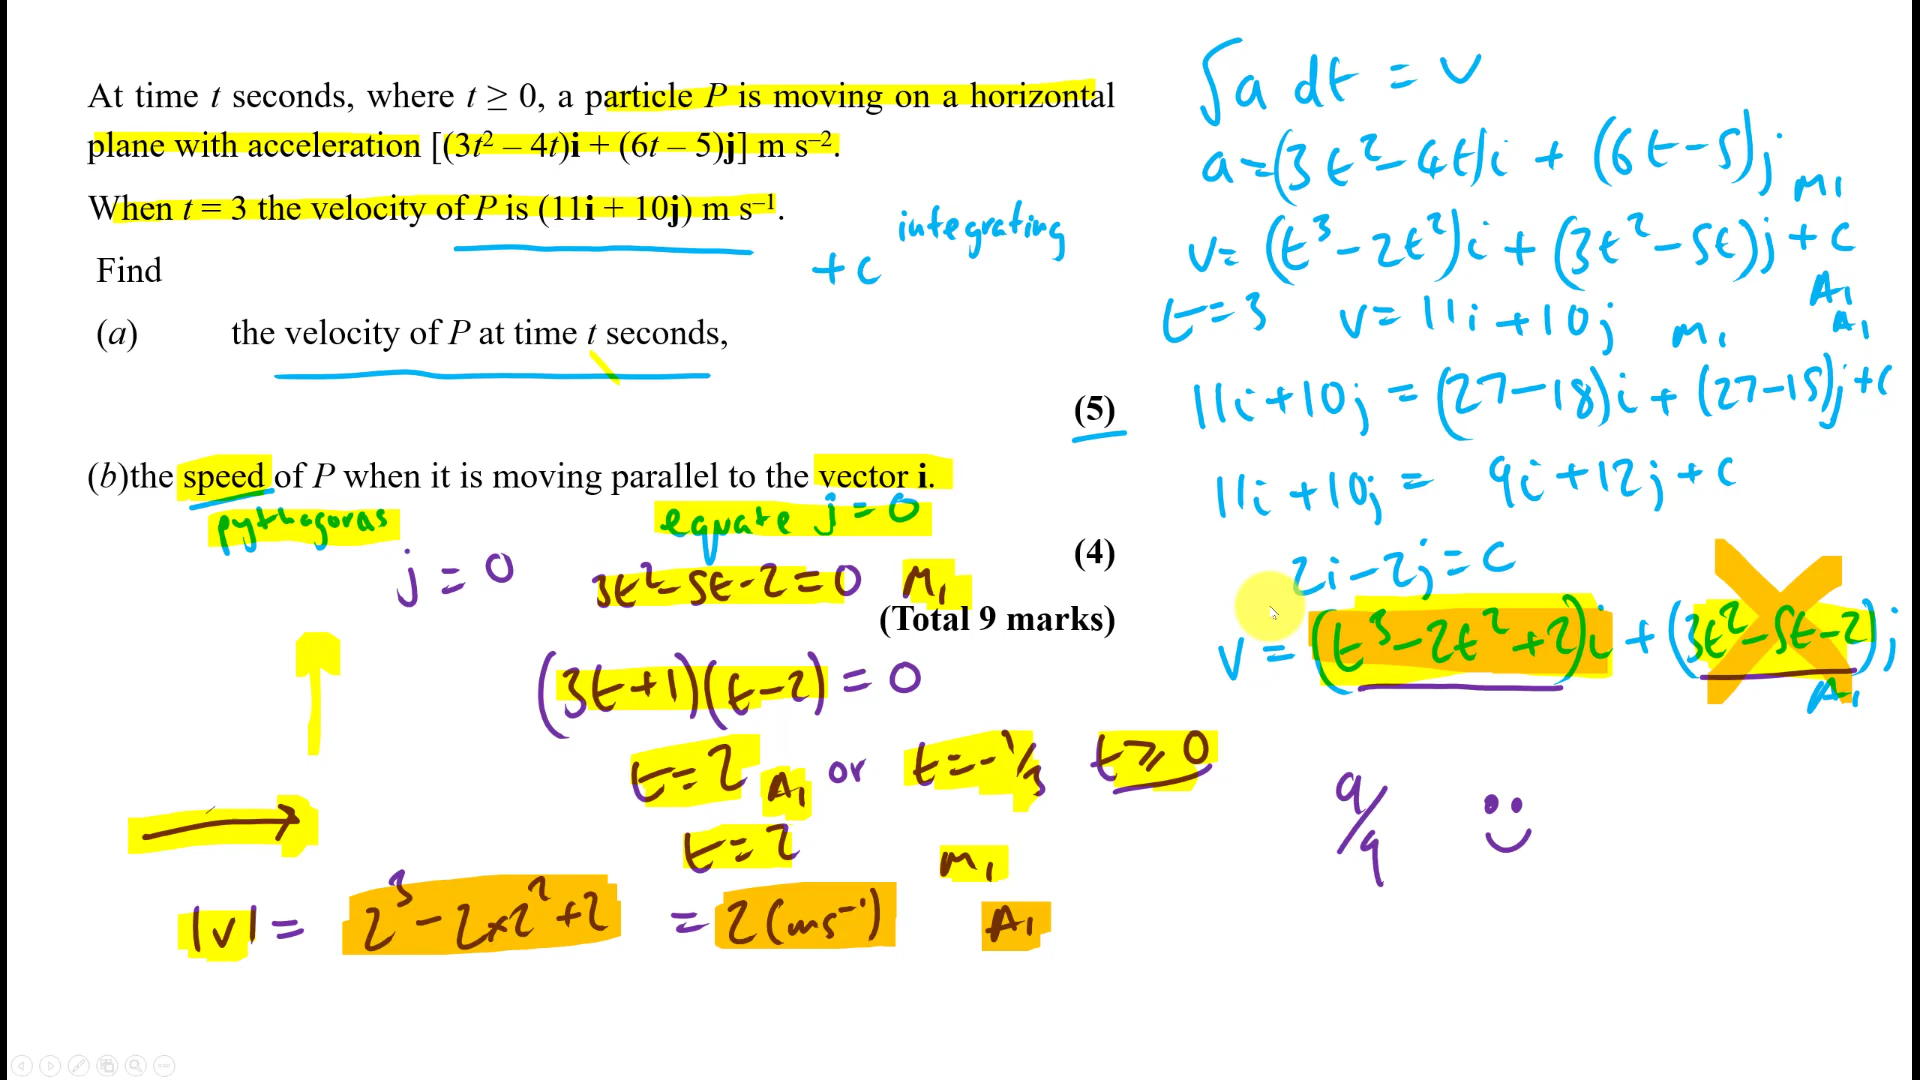 At time t seconds, where t ≥ 0, a particle P is moving on a horizontal
plane with acceleration [(3t² – 4t)i + (6t – 5)j] m s⁻².
When t = 3 the velocity of P is (11i + 10j) m s⁻¹.
integrating
+ c
Find
(a) the velocity of P at time t seconds,
(5)
(b)the speed of P when it is moving parallel to the vector i.
pythagoras
equate j = 0
(4)
j = 0
3t² - 5t - 2 = 0 M1
(Total 9 marks)
(3t+1)(t-2) = 0
t = 2 A1 or t = -1/3 t ⩾ 0
t = 2
M1
|v| = 2³ - 2×2² + 2 = 2 (ms⁻¹) A1
∫a dt = v
a = (3t² - 4t)i + (6t - 5)j M1
v = (t³ - 2t²)i + (3t² - 5t)j + c
A1
A1
t = 3 v = 11i + 10j M1
11i + 10j = (27 - 18)i + (27 - 15)j + c
11i + 10j = 9i + 12j + c
2i - 2j = c
v = (t³ - 2t² + 2)i + (3t² - 5t - 2)j
A1
9/9